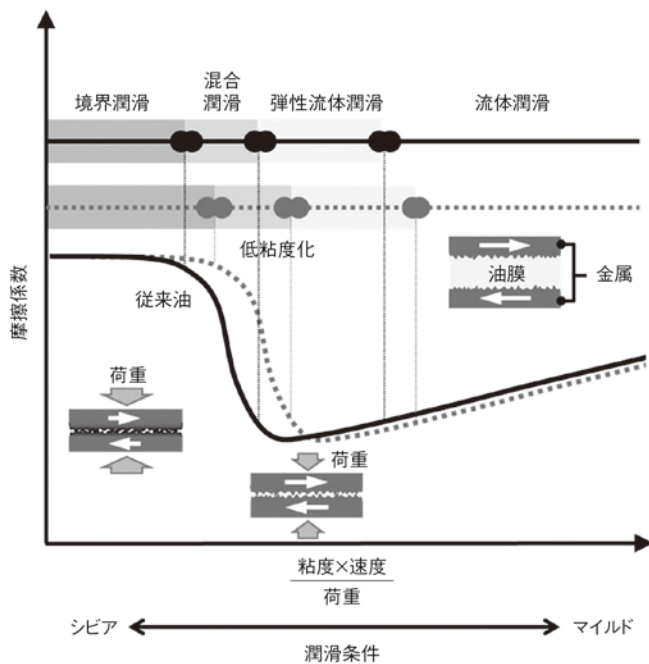 境界潤滑
混合
潤滑
弾性流体潤滑
流体潤滑
低粘度化
従来油
油膜
金属
摩擦係数
荷重
荷重
粘度×速度
荷重
シビア
マイルド
潤滑条件